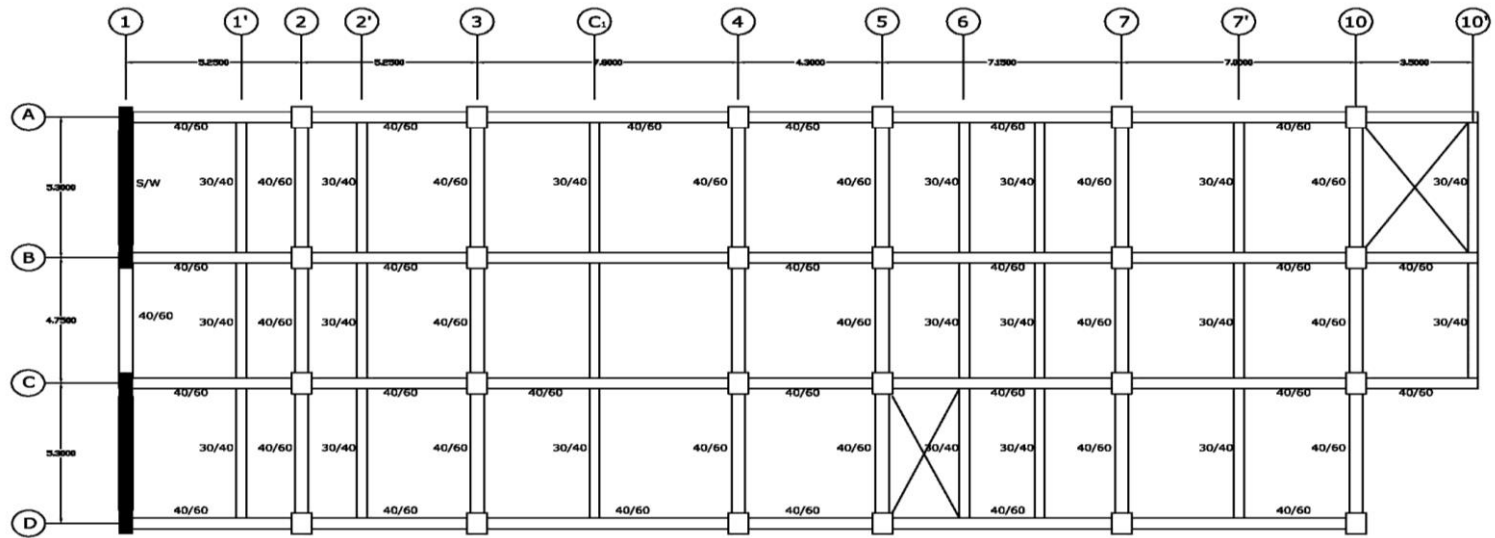 1 1' 2 2' 3 C₁ 4 5 6 7 7' 10 10'
5.2500 5.2500 7.8000 4.3000 7.1500 7.0000 3.5000
A
40/60 40/60 40/60 40/60 40/60 40/60
5.3000 S/W 30/40 40/60 30/40 40/60 30/40 40/60 40/60 30/40 30/40 40/60 30/40 40/60 30/40
B
40/60 40/60 40/60 40/60 40/60 40/60
4.7500 40/60 30/40 40/60 30/40 40/60 40/60 30/40 30/40 40/60 30/40 40/60 30/40
C
40/60 40/60 40/60 40/60 40/60 40/60 40/60
5.3000 30/40 40/60 30/40 40/60 30/40 40/60 40/60 30/40 30/40 40/60 30/40 40/60
40/60 40/60 40/60 40/60 40/60 40/60
D